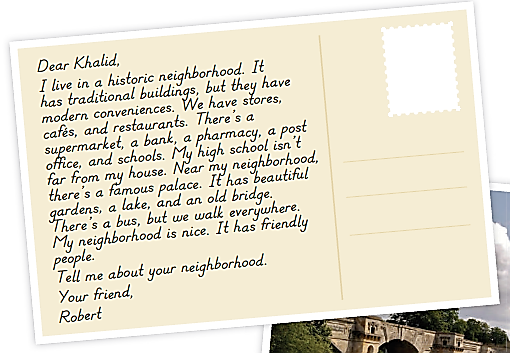 Dear Khalid,
I live in a historic neighborhood. It
has traditional buildings, but they have
modern conveniences. We have stores,
cafés, and restaurants. There's a
supermarket, a bank, a pharmacy, a post
office, and schools. My high school isn't
far from my house. Near my neighborhood,
there's a famous palace. It has beautiful
gardens, a lake, and an old bridge.
There's a bus, but we walk everywhere.
My neighborhood is nice. It has friendly
people.
Tell me about your neighborhood.
Your friend,
Robert